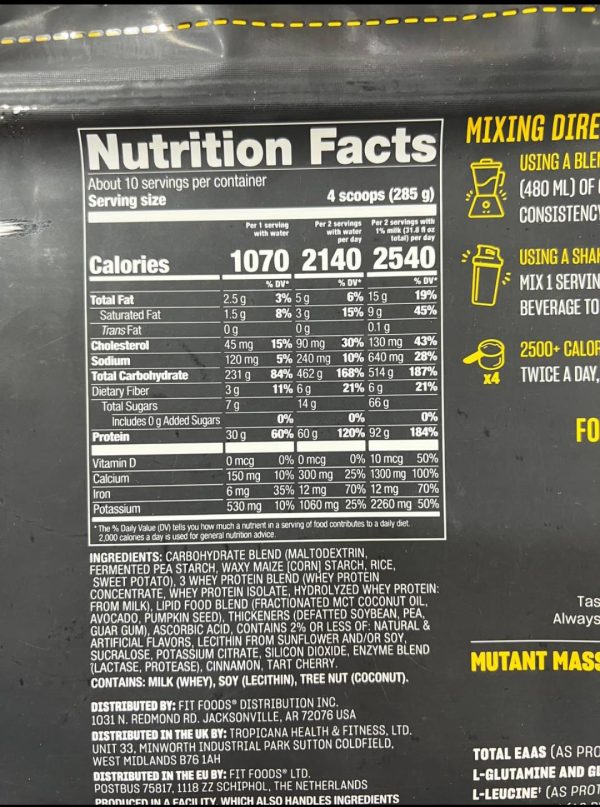 Nutrition Facts
About 10 servings per container
Serving size 4 scoops (285 g)
Per 1 serving with water Per 2 servings with water per day Per 2 servings with 1% milk (31.8 fl oz total) per day
Calories 1070 2140 2540
% DV* % DV* % DV*
Total Fat 2.5 g 3% 5 g 6% 15 g 19%
Saturated Fat 1.5 g 8% 3 g 15% 9 g 45%
Trans Fat 0 g 0 g 0.1 g
Cholesterol 45 mg 15% 90 mg 30% 130 mg 43%
Sodium 120 mg 5% 240 mg 10% 640 mg 28%
Total Carbohydrate 231 g 84% 462 g 168% 514 g 187%
Dietary Fiber 3 g 11% 6 g 21% 6 g 21%
Total Sugars 7 g 14 g 66 g
Includes 0 g Added Sugars 0% 0% 0%
Protein 30 g 60% 60 g 120% 92 g 184%
Vitamin D 0 mcg 0% 0 mcg 0% 10 mcg 50%
Calcium 150 mg 10% 300 mg 25% 1300 mg 100%
Iron 6 mg 35% 12 mg 70% 12 mg 70%
Potassium 530 mg 10% 1060 mg 25% 2260 mg 50%
* The % Daily Value (DV) tells you how much a nutrient in a serving of food contributes to a daily diet.
2,000 calories a day is used for general nutrition advice.
INGREDIENTS: CARBOHYDRATE BLEND (MALTODEXTRIN,
FERMENTED PEA STARCH, WAXY MAIZE [CORN] STARCH, RICE,
SWEET POTATO), 3 WHEY PROTEIN BLEND (WHEY PROTEIN
CONCENTRATE, WHEY PROTEIN ISOLATE, HYDROLYZED WHEY PROTEIN:
FROM MILK), LIPID FOOD BLEND (FRACTIONATED MCT COCONUT OIL,
AVOCADO, PUMPKIN SEED), THICKENERS (DEFATTED SOYBEAN, PEA,
GUAR GUM), ASCORBIC ACID, CONTAINS 2% OR LESS OF: NATURAL &
ARTIFICIAL FLAVORS, LECITHIN FROM SUNFLOWER AND/OR SOY,
SUCRALOSE, POTASSIUM CITRATE, SILICON DIOXIDE, ENZYME BLEND
(LACTASE, PROTEASE), CINNAMON, TART CHERRY.
CONTAINS: MILK (WHEY), SOY (LECITHIN), TREE NUT (COCONUT).
DISTRIBUTED BY: FIT FOODS® DISTRIBUTION INC.
1031 N. REDMOND RD. JACKSONVILLE, AR 72076 USA
DISTRIBUTED IN THE UK BY: TROPICANA HEALTH & FITNESS, LTD.
UNIT 33, MINWORTH INDUSTRIAL PARK SUTTON COLDFIELD,
WEST MIDLANDS B76 1AH
DISTRIBUTED IN THE EU BY: FIT FOODS® LTD.
POSTBUS 75817, 1118 ZZ SCHIPHOL, THE NETHERLANDS
PRODUCED IN A FACILITY WHICH ALSO HANDLES INGREDIENTS
MIXING DIRE
USING A BLE
(480 ML) OF
CONSISTENCY
USING A SHA
MIX 1 SERVIN
BEVERAGE TO
2500+ CALOR
x4 TWICE A DAY,
FO
Tas
Always
MUTANT MASS
TOTAL EAAS (AS PRO
L-GLUTAMINE AND GL
L-LEUCINE† (AS PROT